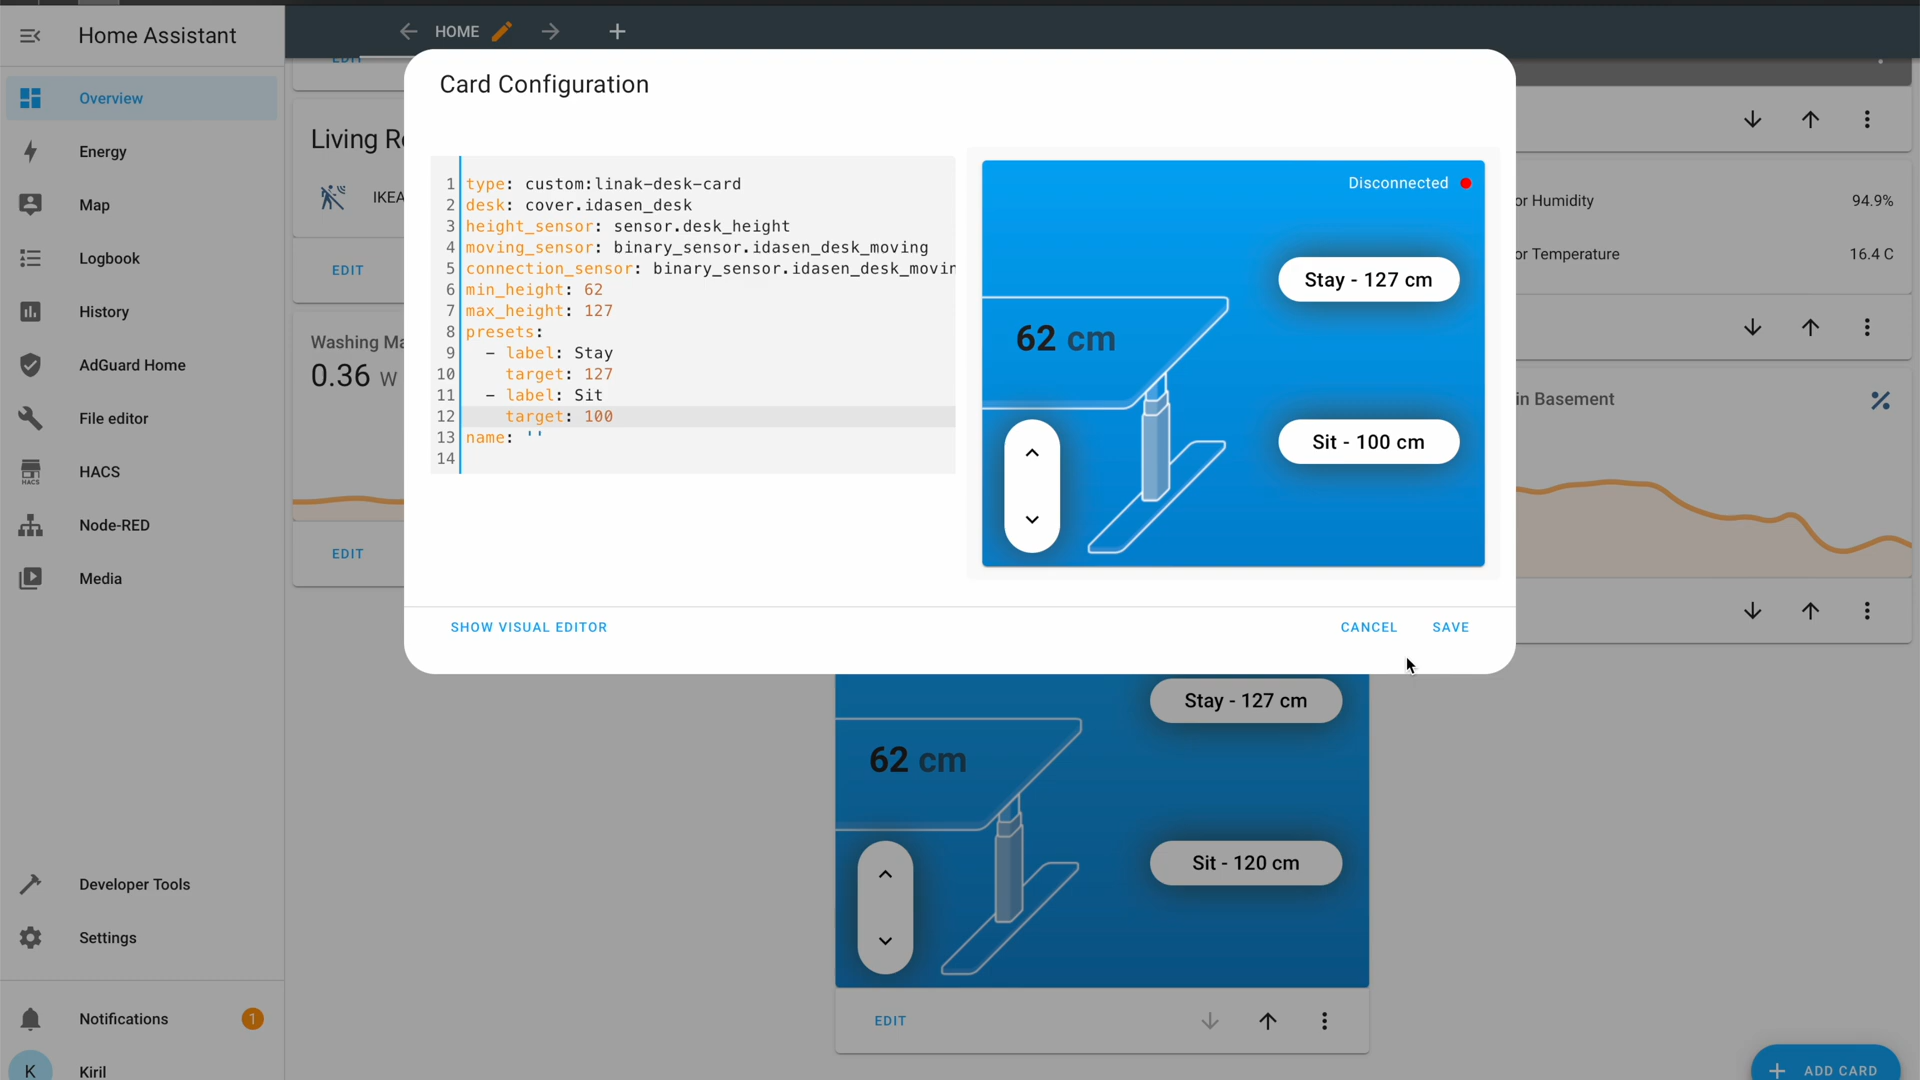 Home Assistant
HOME
Overview
Energy
Map
Logbook
History
AdGuard Home
File editor
HACS
HACS
Node-RED
Media
Developer Tools
Settings
Notifications
1
K
Kiril
EDIT
Living R
IKEA
EDIT
Washing Ma
0.36 W
EDIT
Card Configuration
1 type: custom:linak-desk-card
2 desk: cover.idasen_desk
3 height_sensor: sensor.desk_height
4 moving_sensor: binary_sensor.idasen_desk_moving
5 connection_sensor: binary_sensor.idasen_desk_movin
6 min_height: 62
7 max_height: 127
8 presets:
9 - label: Stay
10 target: 127
11 - label: Sit
12 target: 100
13 name: ''
14
Disconnected
Stay - 127 cm
62 cm
Sit - 100 cm
SHOW VISUAL EDITOR
CANCEL
SAVE
Stay - 127 cm
62 cm
Sit - 120 cm
EDIT
or Humidity
94.9%
or Temperature
16.4 C
in Basement
ADD CARD